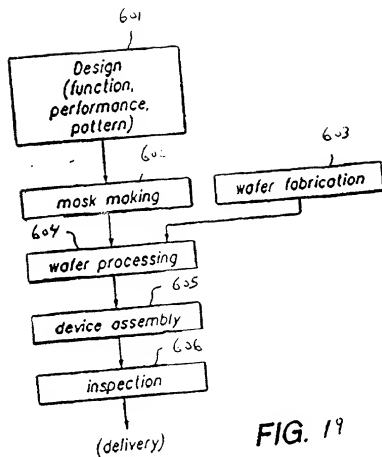 601
Design
(function,
performance,
pattern)
602
603
mask making
wafer fabrication
604
wafer processing
605
device assembly
606
inspection
(delivery)
FIG. 19